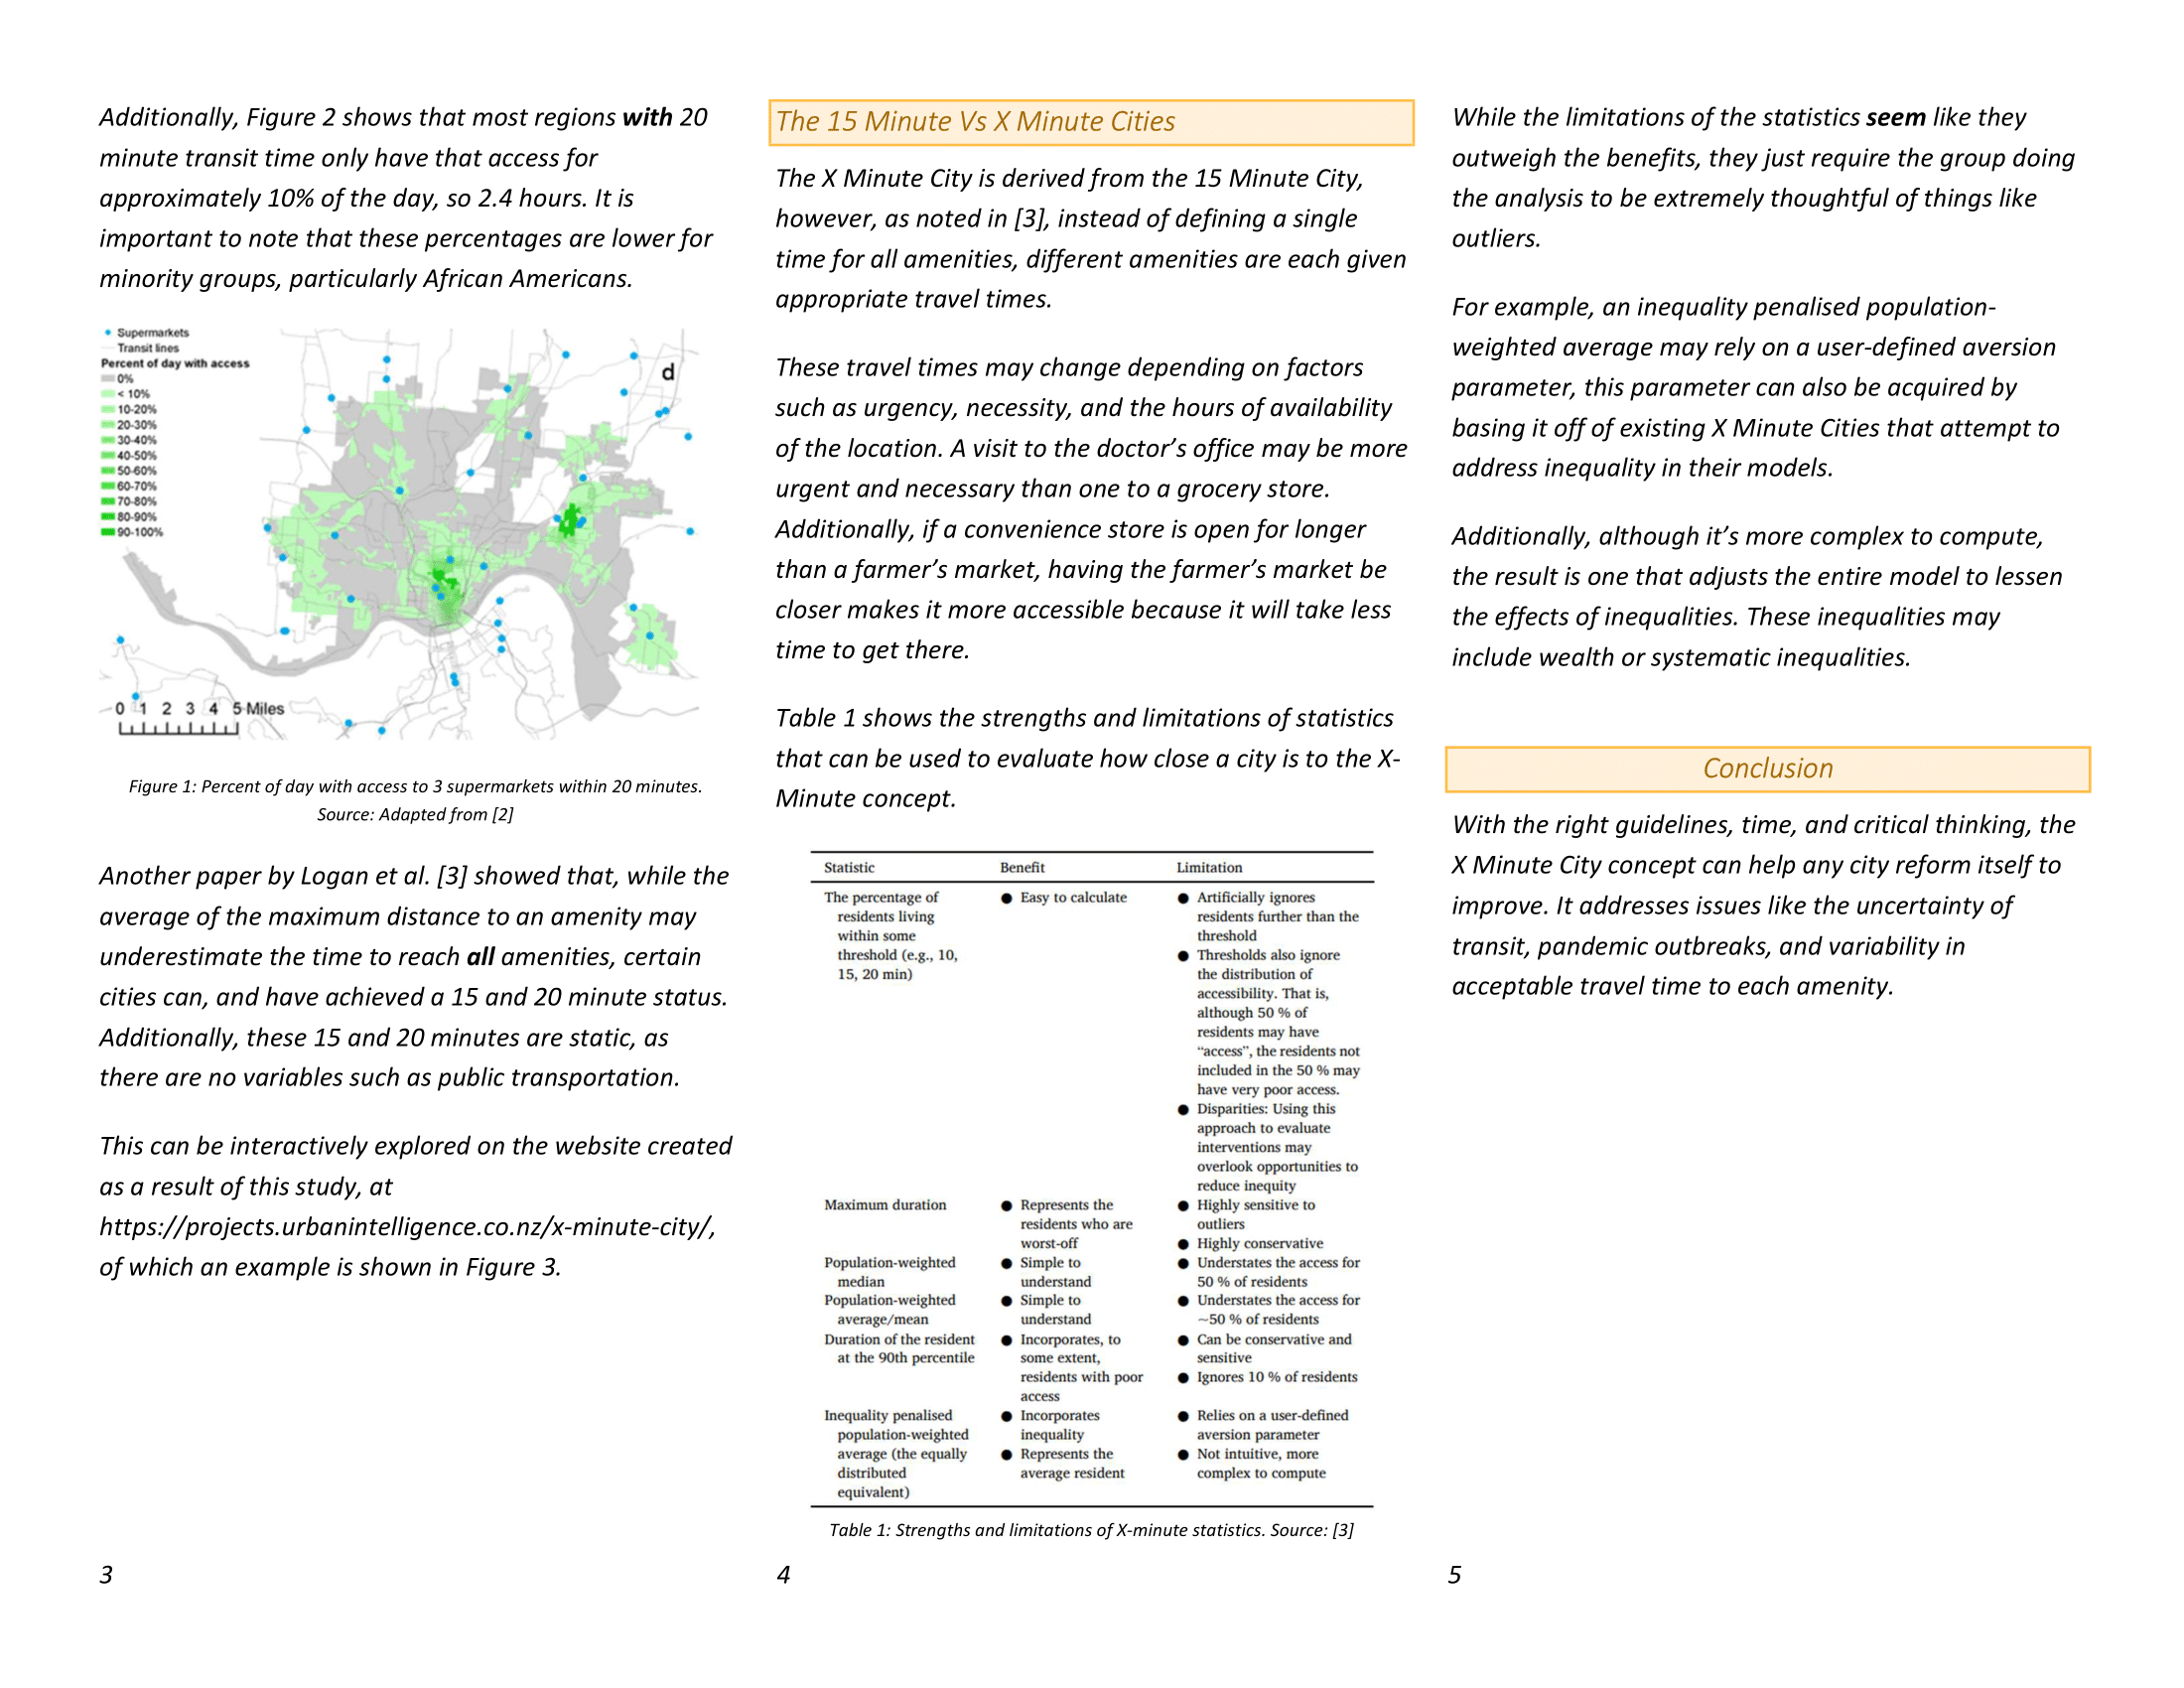 Additionally, Figure 2 shows that most regions with 20
minute transit time only have that access for
approximately 10% of the day, so 2.4 hours. It is
important to note that these percentages are lower for
minority groups, particularly African Americans.
Supermarkets
Transit lines
Percent of day with access
0%
< 10%
10-20%
20-30%
30-40%
40-50%
50-60%
60-70%
70-80%
80-90%
90-100%
d
0 1 2 3 4 5 Miles
Figure 1: Percent of day with access to 3 supermarkets within 20 minutes.
Source: Adapted from [2]
Another paper by Logan et al. [3] showed that, while the
average of the maximum distance to an amenity may
underestimate the time to reach all amenities, certain
cities can, and have achieved a 15 and 20 minute status.
Additionally, these 15 and 20 minutes are static, as
there are no variables such as public transportation.
This can be interactively explored on the website created
as a result of this study, at
https://projects.urbanintelligence.co.nz/x-minute-city/,
of which an example is shown in Figure 3.
3
The 15 Minute Vs X Minute Cities
The X Minute City is derived from the 15 Minute City,
however, as noted in [3], instead of defining a single
time for all amenities, different amenities are each given
appropriate travel times.
These travel times may change depending on factors
such as urgency, necessity, and the hours of availability
of the location. A visit to the doctor’s office may be more
urgent and necessary than one to a grocery store.
Additionally, if a convenience store is open for longer
than a farmer’s market, having the farmer’s market be
closer makes it more accessible because it will take less
time to get there.
Table 1 shows the strengths and limitations of statistics
that can be used to evaluate how close a city is to the X-
Minute concept.
Statistic Benefit Limitation
The percentage of
residents living
within some
threshold (e.g., 10,
15, 20 min)
● Easy to calculate
● Artificially ignores
residents further than the
threshold
● Thresholds also ignore
the distribution of
accessibility. That is,
although 50 % of
residents may have
“access”, the residents not
included in the 50 % may
have very poor access.
● Disparities: Using this
approach to evaluate
interventions may
overlook opportunities to
reduce inequity
Maximum duration
● Represents the
residents who are
worst-off
● Highly sensitive to
outliers
● Highly conservative
Population-weighted
median
● Simple to
understand
● Understates the access for
50 % of residents
Population-weighted
average/mean
● Simple to
understand
● Understates the access for
~50 % of residents
Duration of the resident
at the 90th percentile
● Incorporates, to
some extent,
residents with poor
access
● Can be conservative and
sensitive
● Ignores 10 % of residents
Inequality penalised
population-weighted
average (the equally
distributed
equivalent)
● Incorporates
inequality
● Represents the
average resident
● Relies on a user-defined
aversion parameter
● Not intuitive, more
complex to compute
Table 1: Strengths and limitations of X-minute statistics. Source: [3]
4
While the limitations of the statistics seem like they
outweigh the benefits, they just require the group doing
the analysis to be extremely thoughtful of things like
outliers.
For example, an inequality penalised population-
weighted average may rely on a user-defined aversion
parameter, this parameter can also be acquired by
basing it off of existing X Minute Cities that attempt to
address inequality in their models.
Additionally, although it’s more complex to compute,
the result is one that adjusts the entire model to lessen
the effects of inequalities. These inequalities may
include wealth or systematic inequalities.
Conclusion
With the right guidelines, time, and critical thinking, the
X Minute City concept can help any city reform itself to
improve. It addresses issues like the uncertainty of
transit, pandemic outbreaks, and variability in
acceptable travel time to each amenity.
5